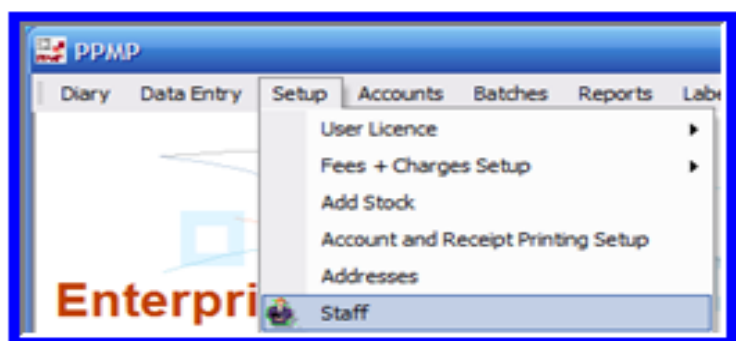 PPMP
Diary Data Entry Setup Accounts Batches Reports Labe
User Licence
Fees + Charges Setup
Add Stock
Account and Receipt Printing Setup
Addresses
Enterpri
Staff